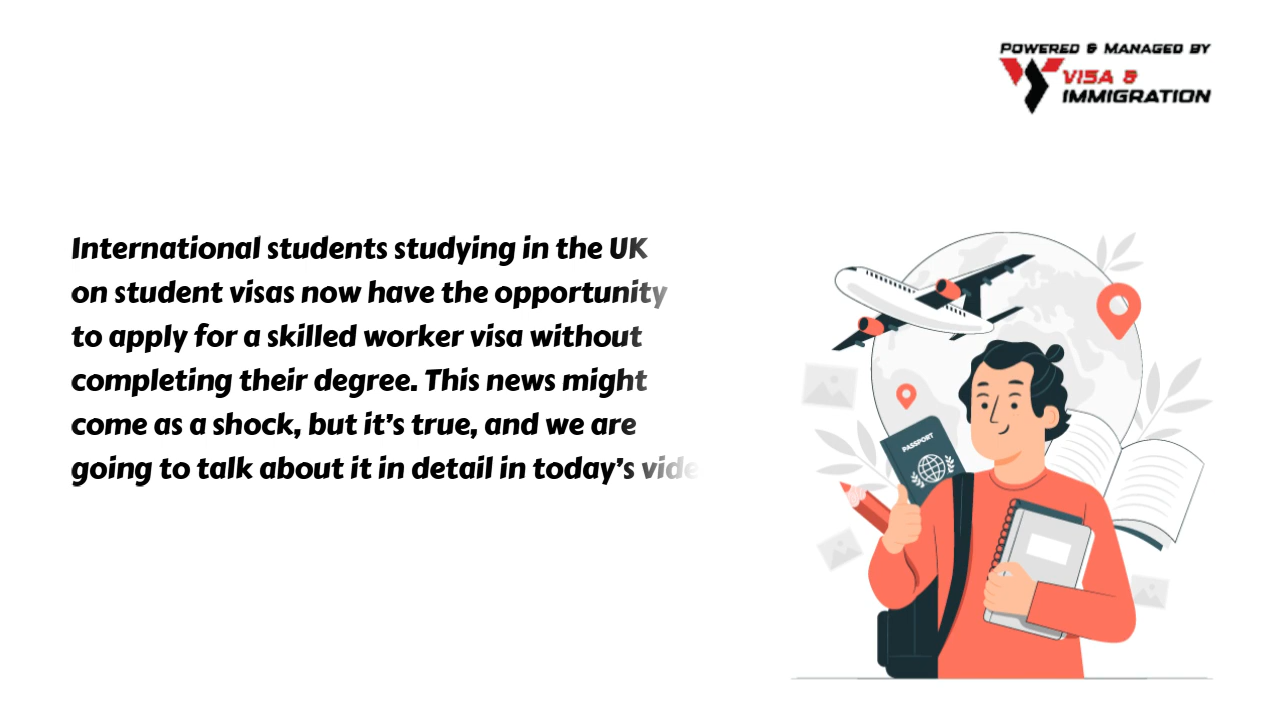 POWERED & MANAGED BY
VISA &
IMMIGRATION
International students studying in the UK
on student visas now have the opportunity
to apply for a skilled worker visa without
completing their degree. This news might
come as a shock, but it's true, and we are
going to talk about it in detail in today's vide
PASSPORT